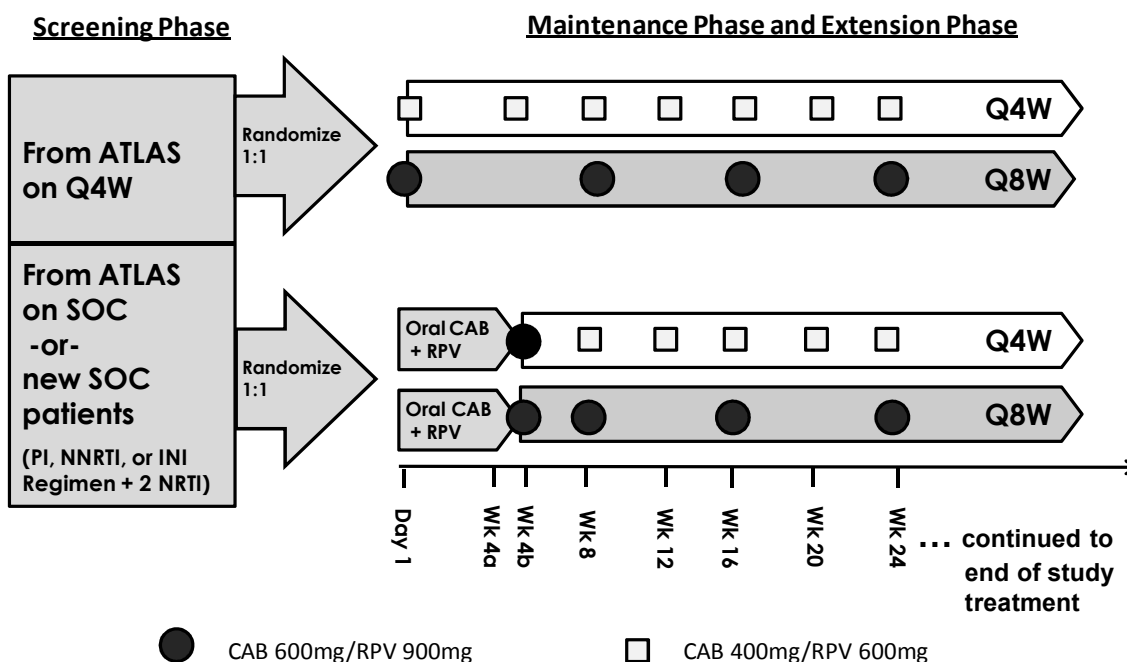 Screening Phase
Maintenance Phase and Extension Phase
From ATLAS
on Q4W
Randomize
1:1
Q4W
Q8W
From ATLAS
on SOC
-or-
new SOC
patients
(PI, NNRTI, or INI
Regimen + 2 NRTI)
Randomize
1:1
Oral CAB
+ RPV
Q4W
Oral CAB
+ RPV
Q8W
Day 1
Wk 4a
Wk 4b
Wk 8
Wk 12
Wk 16
Wk 20
Wk 24
... continued to
end of study
treatment
CAB 600mg/RPV 900mg
CAB 400mg/RPV 600mg